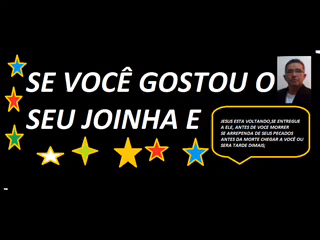 SE VOCÊ GOSTOU O
SEU JOINHA E
JESUS ESTA VOLTANDO,SE ENTREGUE
A ELE, ANTES DE VOCE MORRER
SE ARREPENDA DE SEUS PECADOS
ANTES DA MORTE CHEGAR A VOCÊ OU
SERA TARDE DIMAIS,